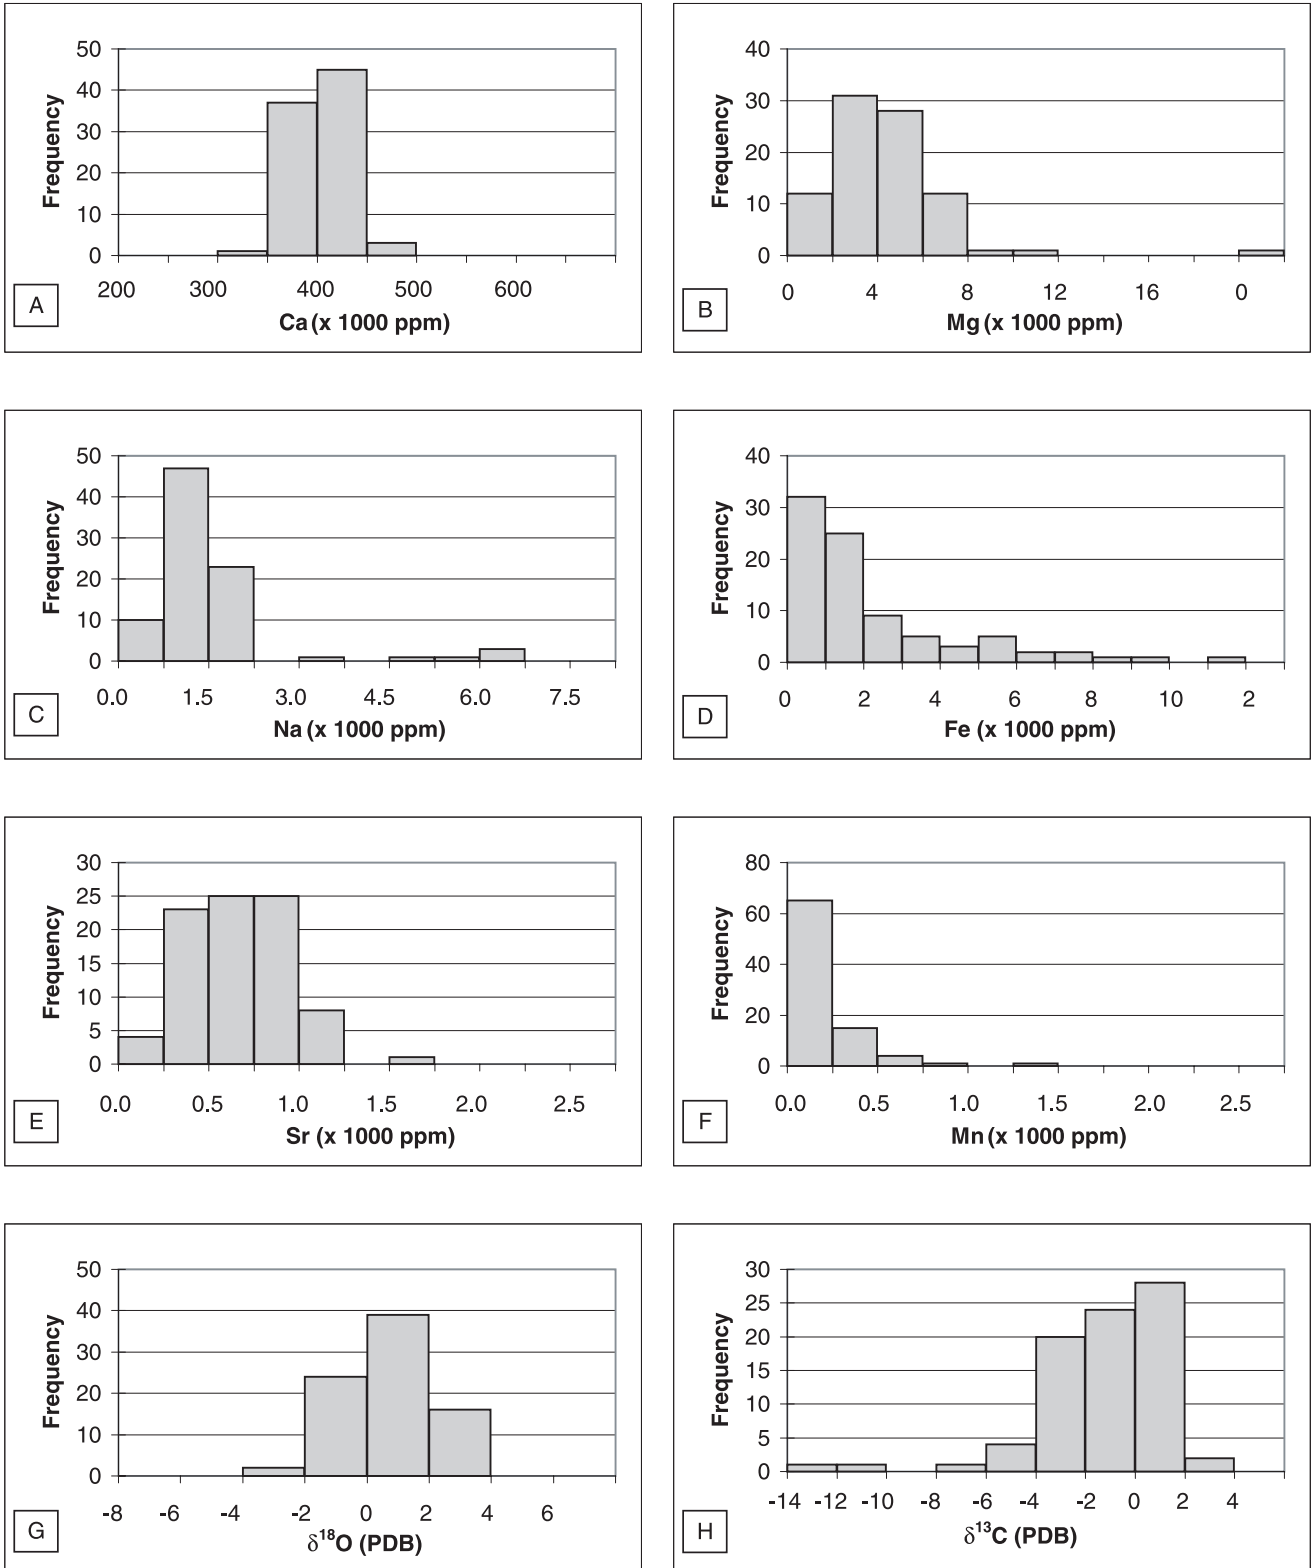 50
40
30
20
10
0
Frequency
200 300 400 500 600
Ca (x 1000 ppm)
A
40
30
20
10
0
Frequency
0 4 8 12 16 0
Mg (x 1000 ppm)
B
50
40
30
20
10
0
Frequency
0.0 1.5 3.0 4.5 6.0 7.5
Na (x 1000 ppm)
C
40
30
20
10
0
Frequency
0 2 4 6 8 10 2
Fe (x 1000 ppm)
D
30
25
20
15
10
5
0
Frequency
0.0 0.5 1.0 1.5 2.0 2.5
Sr (x 1000 ppm)
E
80
60
40
20
0
Frequency
0.0 0.5 1.0 1.5 2.0 2.5
Mn (x 1000 ppm)
F
50
40
30
20
10
0
Frequency
-8 -6 -4 -2 0 2 4 6
δ¹⁸O (PDB)
G
30
25
20
15
10
5
0
Frequency
-14 -12 -10 -8 -6 -4 -2 0 2 4
δ¹³C (PDB)
H